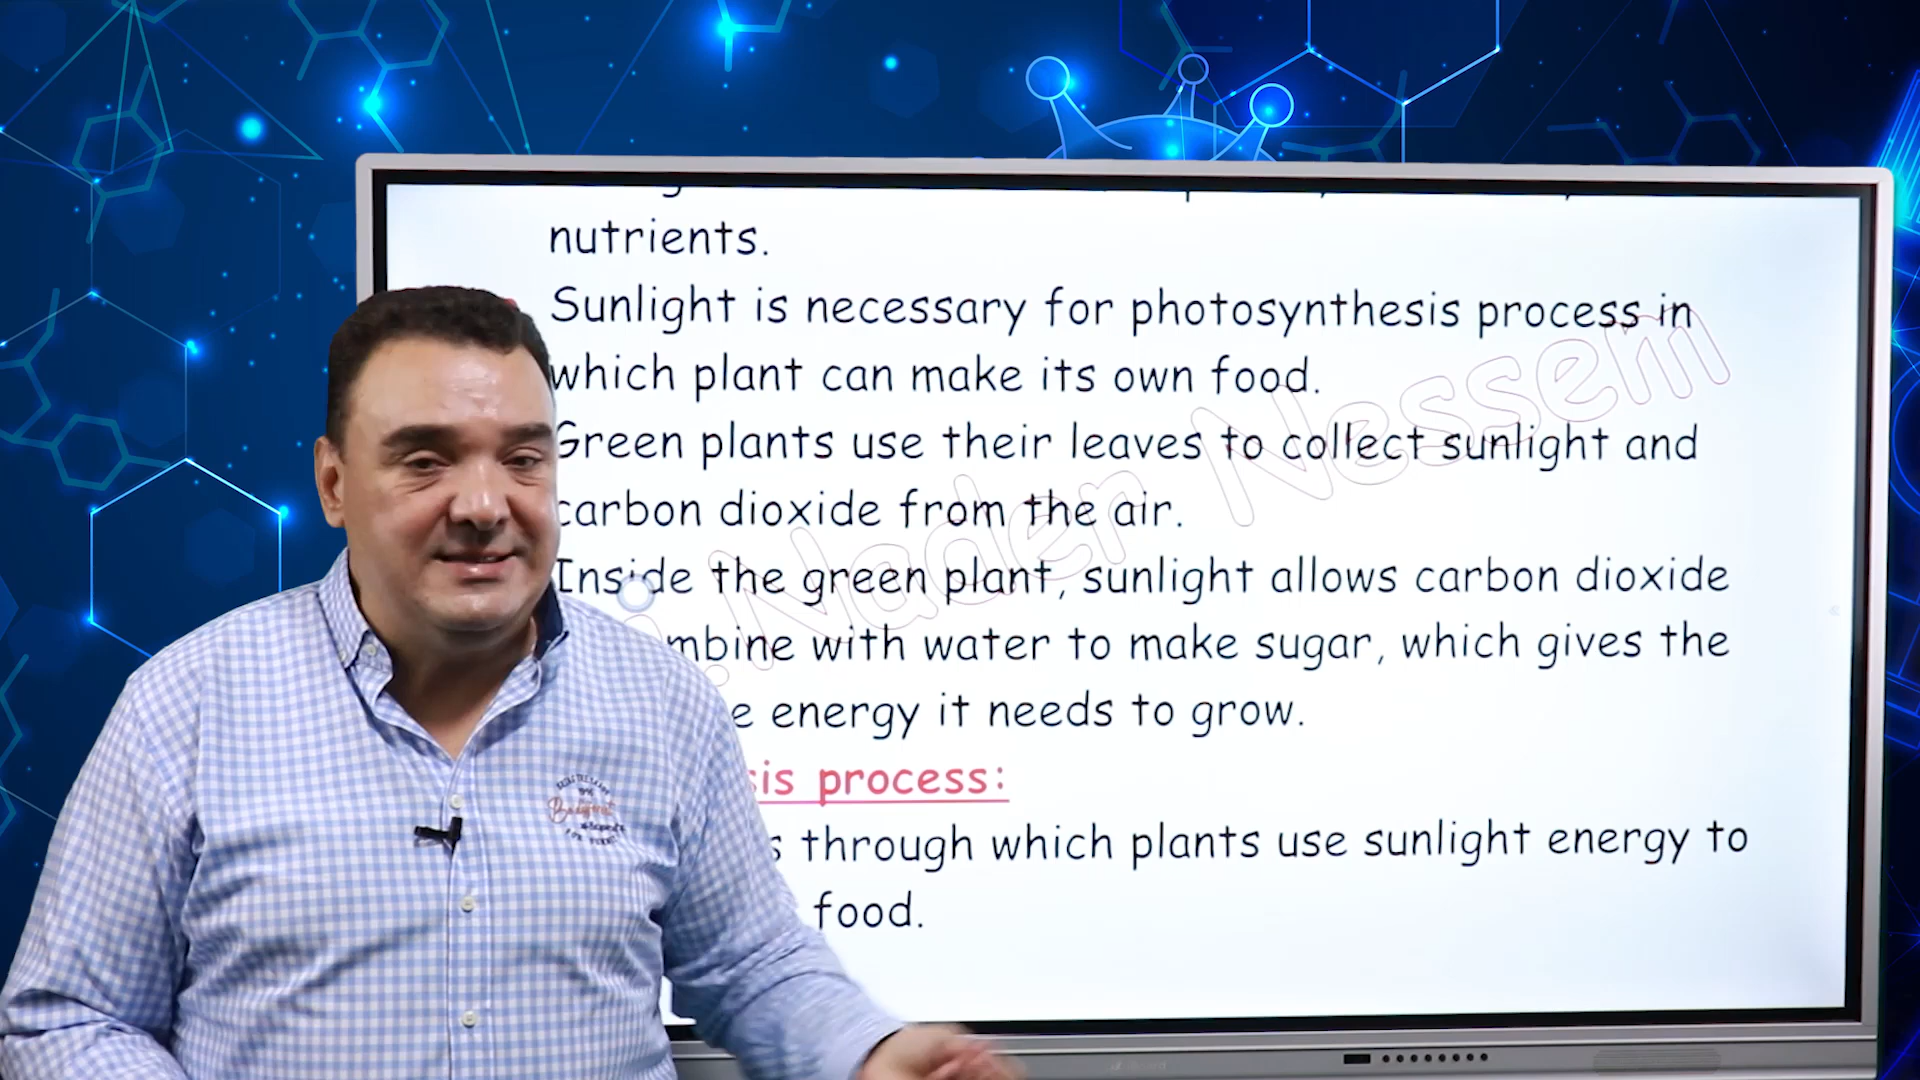 nutrients.
Sunlight is necessary for photosynthesis process in
which plant can make its own food.
Green plants use their leaves to collect sunlight and
carbon dioxide from the air.
Inside the green plant, sunlight allows carbon dioxide
mbine with water to make sugar, which gives the
e energy it needs to grow.
sis process:
s through which plants use sunlight energy to
food.
Nader Nessem